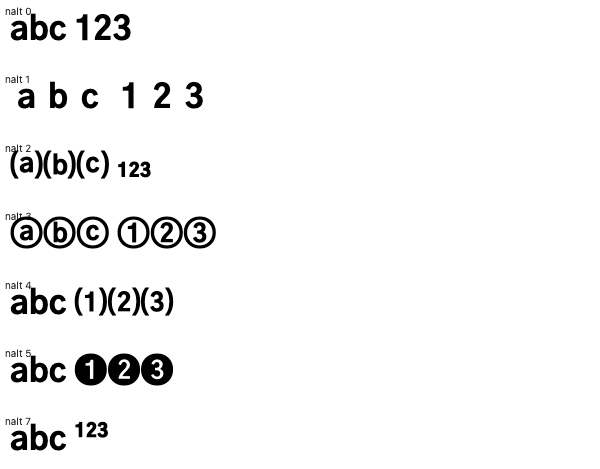 nalt 0
abc 123
nalt 1
a b c 1 2 3
nalt 2
(a)(b)(c) 123
nalt 3
ⓐⓑⓒ ①②③
nalt 4
abc (1)(2)(3)
nalt 5
abc ❶❷❸
nalt 7
abc ¹²³